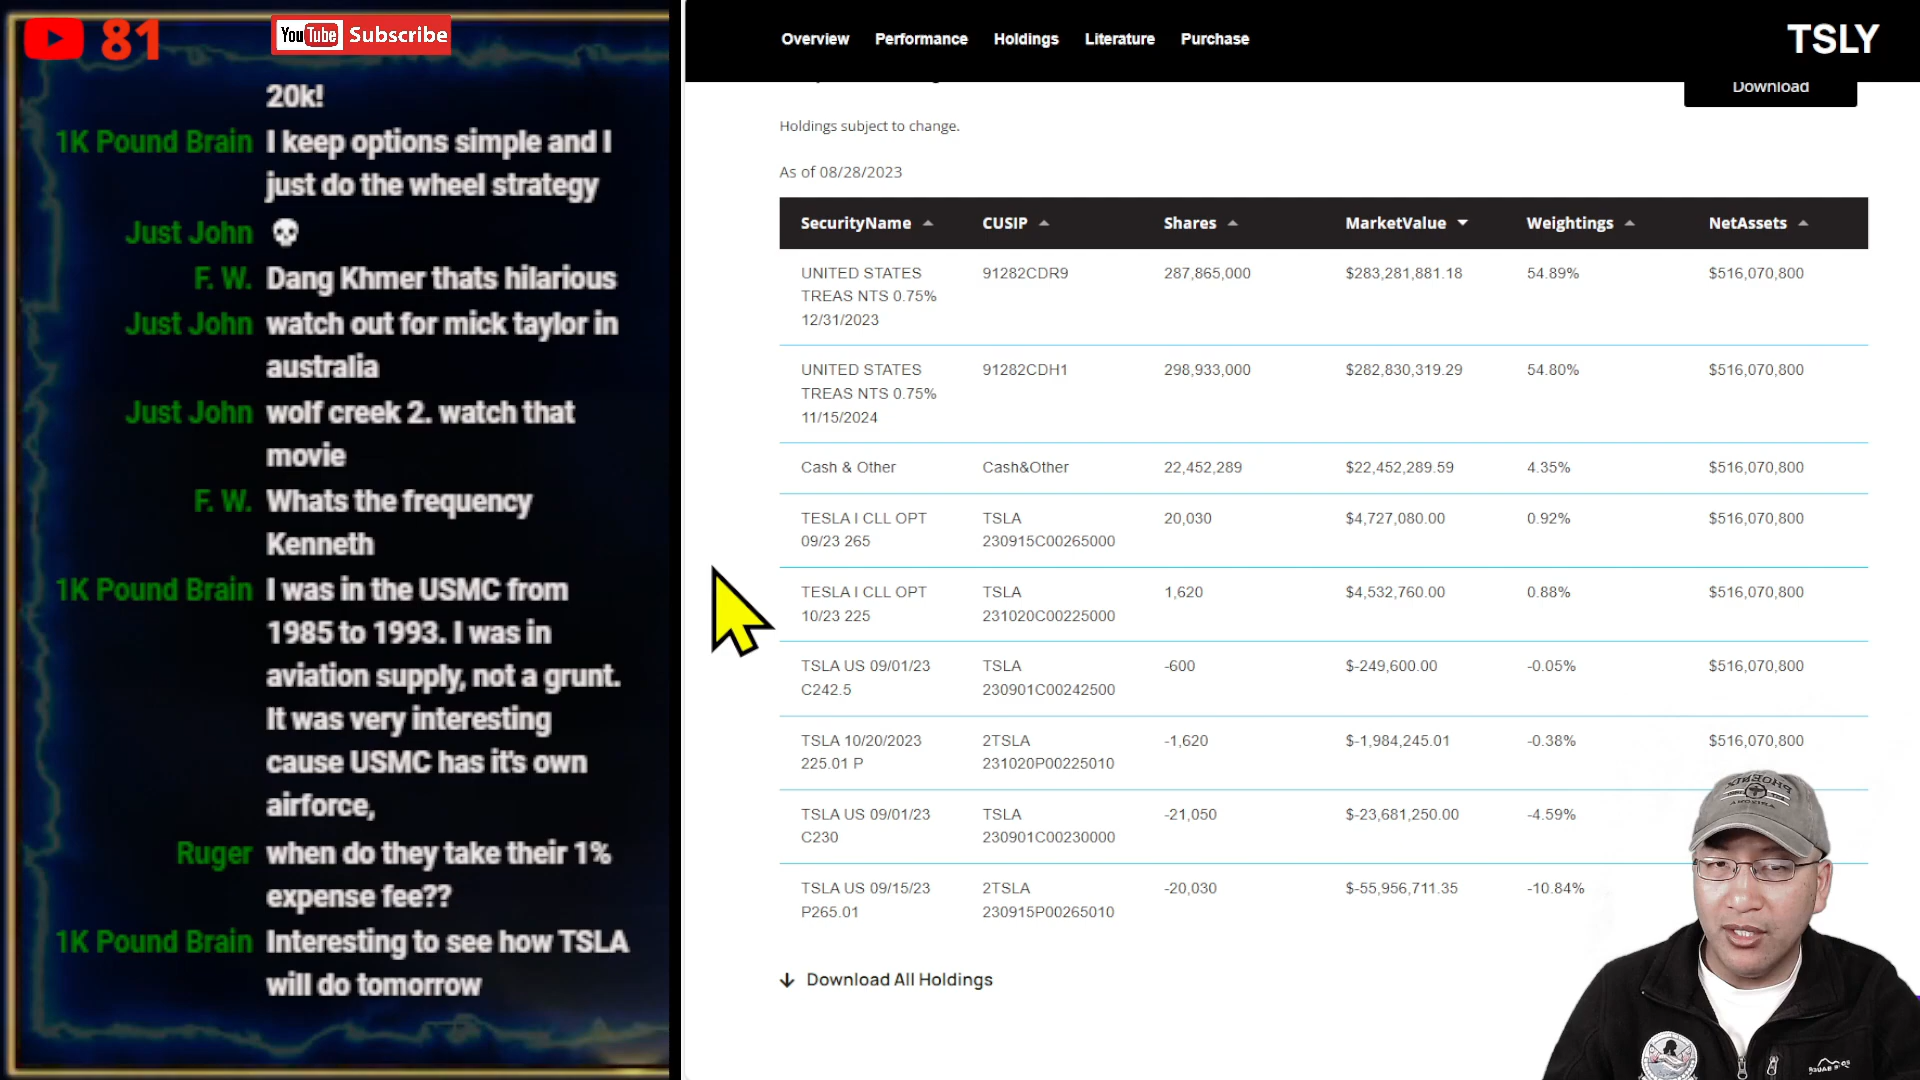 81
YouTube Subscribe
20k!
1K Pound Brain I keep options simple and I
just do the wheel strategy
Just John 💀
F. W. Dang Khmer thats hilarious
Just John watch out for mick taylor in
australia
Just John wolf creek 2. watch that
movie
F. W. Whats the frequency
Kenneth
1K Pound Brain I was in the USMC from
1985 to 1993. I was in
aviation supply, not a grunt.
It was very interesting
cause USMC has it's own
airforce,
Ruger when do they take their 1%
expense fee??
1K Pound Brain Interesting to see how TSLA
will do tomorrow
Overview Performance Holdings Literature Purchase TSLY
Download
Holdings subject to change.
As of 08/28/2023
SecurityName CUSIP Shares MarketValue Weightings NetAssets
UNITED STATES 91282CDR9 287,865,000 $283,281,881.18 54.89% $516,070,800
TREAS NTS 0.75%
12/31/2023
UNITED STATES 91282CDH1 298,933,000 $282,830,319.29 54.80% $516,070,800
TREAS NTS 0.75%
11/15/2024
Cash & Other Cash&Other 22,452,289 $22,452,289.59 4.35% $516,070,800
TESLA I CLL OPT TSLA 20,030 $4,727,080.00 0.92% $516,070,800
09/23 265 230915C00265000
TESLA I CLL OPT TSLA 1,620 $4,532,760.00 0.88% $516,070,800
10/23 225 231020C00225000
TSLA US 09/01/23 TSLA -600 $-249,600.00 -0.05% $516,070,800
C242.5 230901C00242500
TSLA 10/20/2023 2TSLA -1,620 $-1,984,245.01 -0.38% $516,070,800
225.01 P 231020P00225010
TSLA US 09/01/23 TSLA -21,050 $-23,681,250.00 -4.59%
C230 230901C00230000
TSLA US 09/15/23 2TSLA -20,030 $-55,956,711.35 -10.84%
P265.01 230915P00265010
Download All Holdings
PHOENIX
ARIZONA